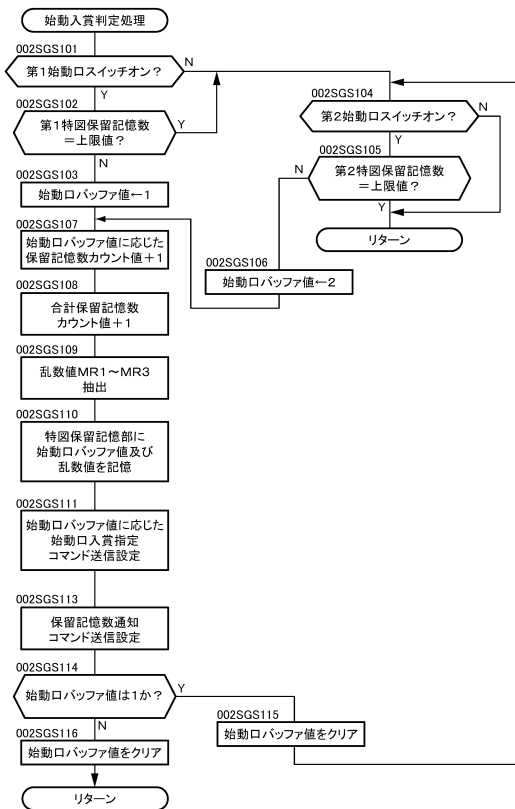 始動入賞判定処理
002SGS101
第1始動口スイッチオン？
N
Y
002SGS102
第1特図保留記憶数
＝上限値？
Y
N
002SGS103
始動口バッファ値←1
002SGS104
第2始動口スイッチオン？
N
Y
002SGS105
第2特図保留記憶数
＝上限値？
N
Y
リターン
002SGS106
始動口バッファ値←2
002SGS107
始動口バッファ値に応じた
保留記憶数カウント値＋1
002SGS108
合計保留記憶数
カウント値＋1
002SGS109
乱数値MR1～MR3
抽出
002SGS110
特図保留記憶部に
始動口バッファ値及び
乱数値を記憶
002SGS111
始動口バッファ値に応じた
始動口入賞指定
コマンド送信設定
002SGS113
保留記憶数通知
コマンド送信設定
002SGS114
始動口バッファ値は1か？
Y
N
002SGS115
始動口バッファ値をクリア
002SGS116
始動口バッファ値をクリア
リターン